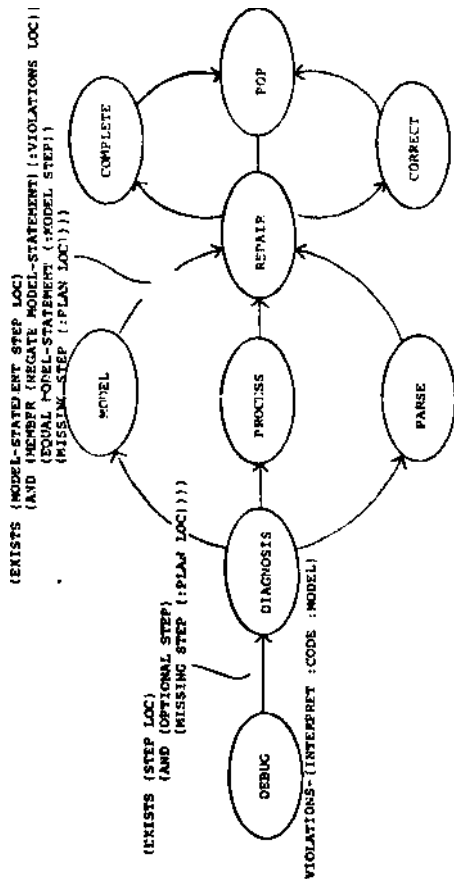 (EXISTS (MODEL-STATEMENT STEP LOC)
(AND (MEMBER (NEGATE MODEL-STATEMENT) (:VIOLATIONS LOC))
(EQUAL MODEL-STATEMENT (:MODEL STEP))
(MISSING-STEP (:PLAN LOC))))
(EXISTS (STEP LOC)
(AND (OPTIONAL STEP)
(MISSING STEP (:PLAN LOC))))
VIOLATIONS-(INTERPRET :CODE :MODEL)
DEBUG
DIAGNOSIS
MODEL
PROCESS
PARSE
REPAIR
COMPLETE
CORRECT
POP